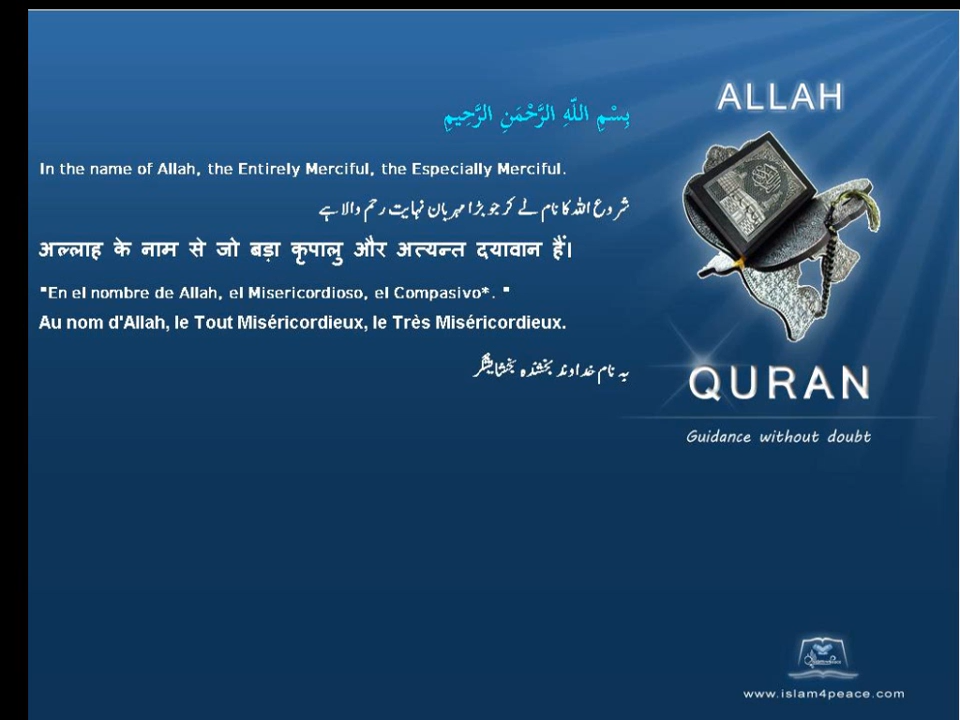 بِسْمِ اللّهِ الرَّحْمَنِ الرَّحِيمِ
In the name of Allah, the Entirely Merciful, the Especially Merciful.
شروع الله کا نام لے کر جو بڑا مہربان نہایت رحم والا ہے
अल्लाह के नाम से जो बड़ा कृपालु और अत्यन्त दयावान हैं।
"En el nombre de Allah, el Misericordioso, el Compasivo*. "
Au nom d'Allah, le Tout Miséricordieux, le Très Miséricordieux.
به نام خداوند بخشنده بخشایشگر
ALLAH
QURAN
Guidance without doubt
www.islam4peace.com